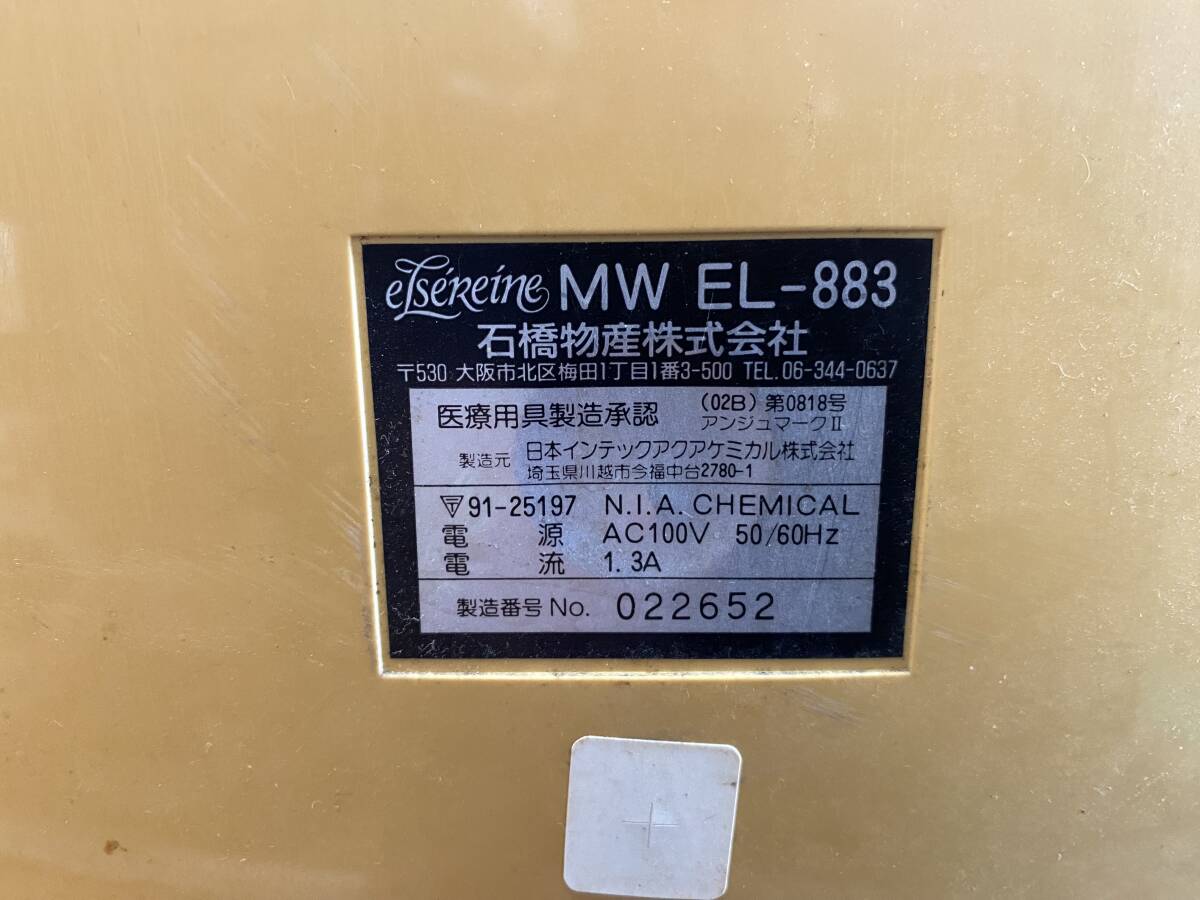 elséreine MW EL-883
石橋物産株式会社
〒530 大阪市北区梅田1丁目1番3-500 TEL.06-344-0637
医療用具製造承認 (02B) 第0818号
アンジュマークⅡ
製造元 日本インテックアクアケミカル株式会社
埼玉県川越市今福中台2780-1
〒91-25197 N.I.A. CHEMICAL
電源 AC100V 50/60Hz
電流 1.3A
製造番号 No. 022652